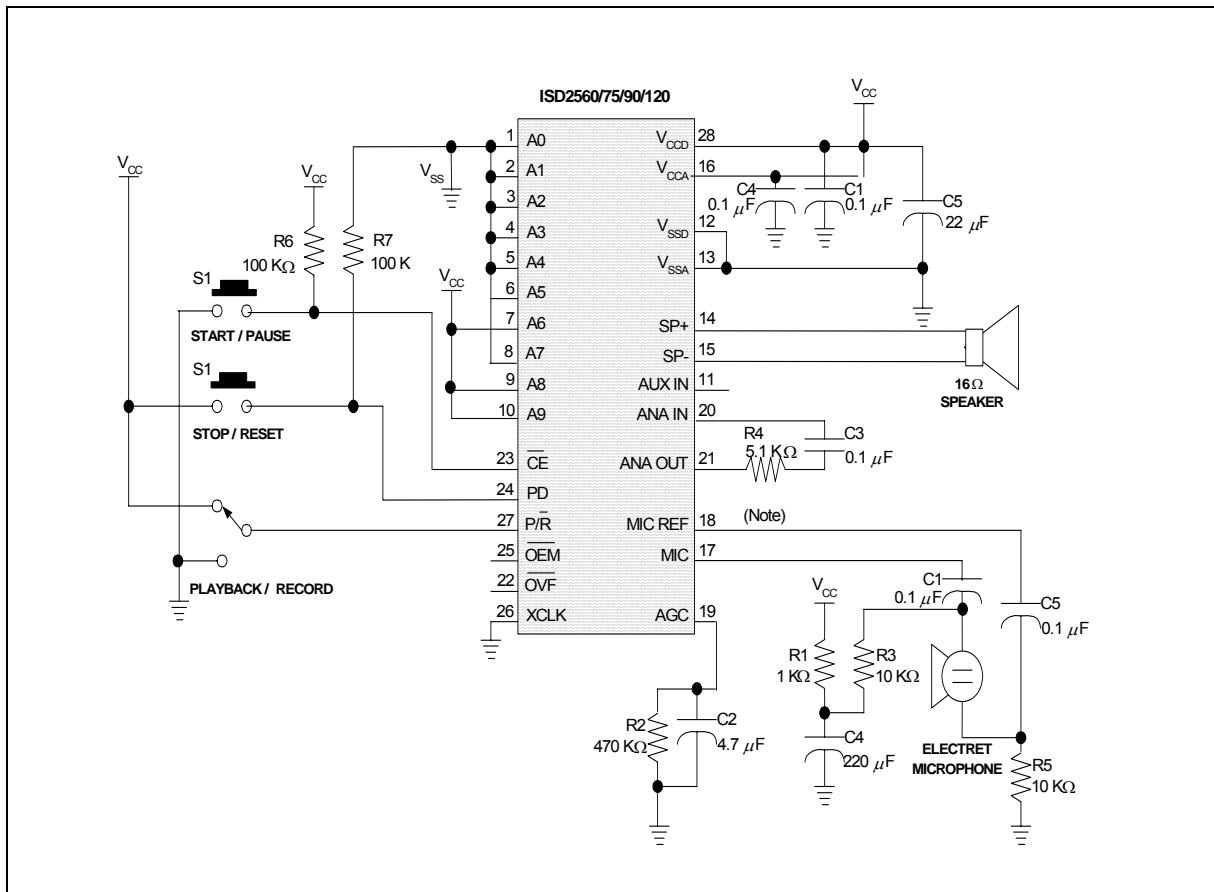 ISD2560/75/90/120
VCC
VCC
VCC
VSS
R6
100 KΩ
R7
100 K
S1
START / PAUSE
S1
STOP / RESET
PLAYBACK / RECORD
VCC
1 A0
2 A1
3 A2
4 A3
5 A4
6 A5
7 A6
8 A7
9 A8
10 A9
23 CE
24 PD
27 P/R
25 OEM
22 OVF
26 XCLK
VCCD 28
VCCA 16
VSSD 12
VSSA 13
SP+ 14
SP- 15
AUX IN 11
ANA IN 20
ANA OUT 21
MIC REF 18
MIC 17
AGC 19
C4
0.1 μF
C1
0.1 μF
C5
22 μF
16Ω
SPEAKER
R4
5.1 KΩ
C3
0.1 μF
(Note)
VCC
C1
0.1 μF
C5
0.1 μF
R1
1 KΩ
R3
10 KΩ
R2
470 KΩ
C2
4.7 μF
C4
220 μF
ELECTRET
MICROPHONE
R5
10 KΩ